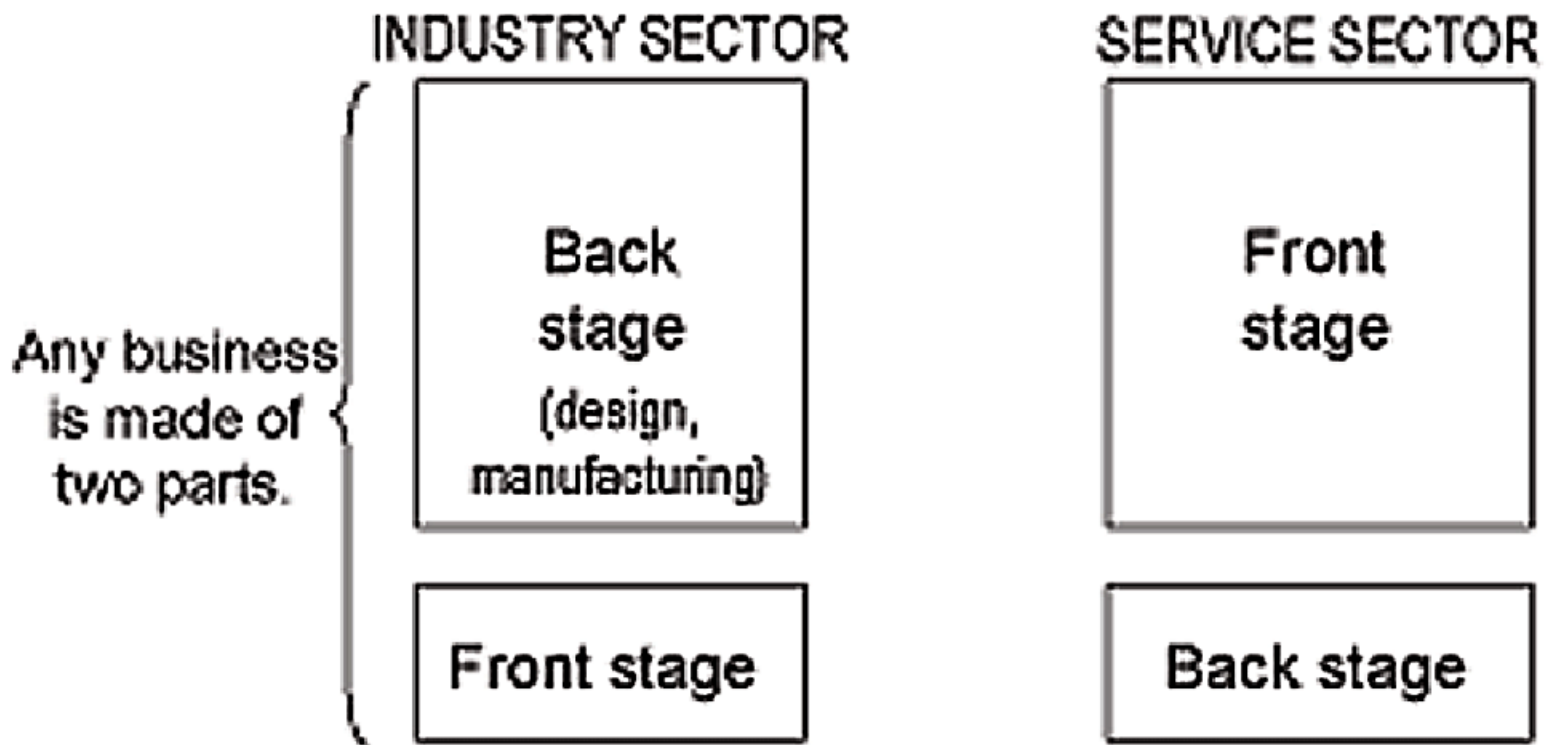 INDUSTRY SECTOR
SERVICE SECTOR
Any business
is made of
two parts.
Back
stage
(design,
manufacturing)
Front stage
Front
stage
Back stage